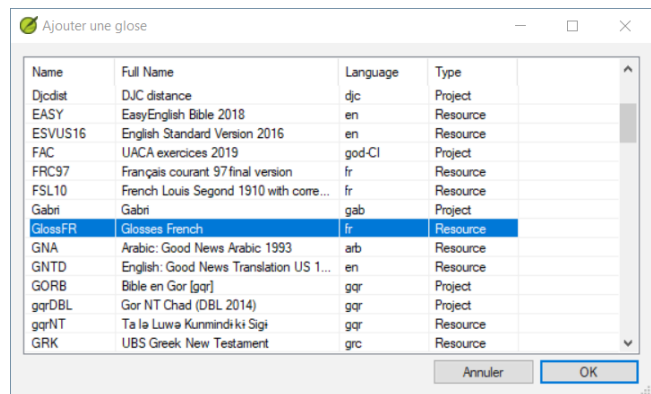 Ajouter une glose
Name Full Name Language Type
Djcdist DJC distance djc Project
EASY EasyEnglish Bible 2018 en Resource
ESVUS16 English Standard Version 2016 en Resource
FAC UACA exercices 2019 god-CI Project
FRC97 Français courant 97 final version fr Resource
FSL10 French Louis Segond 1910 with corre... fr Resource
Gabri Gabri gab Project
GlossFR Glosses French fr Resource
GNA Arabic: Good News Arabic 1993 arb Resource
GNTD English: Good News Translation US 1... en Resource
GORB Bible en Gor [gqr] gqr Project
gqrDBL Gor NT Chad (DBL 2014) gqr Project
gqrNT Ta lə Luwə Kunmindɨ kɨ Sigɨ gqr Resource
GRK UBS Greek New Testament grc Resource
Annuler OK